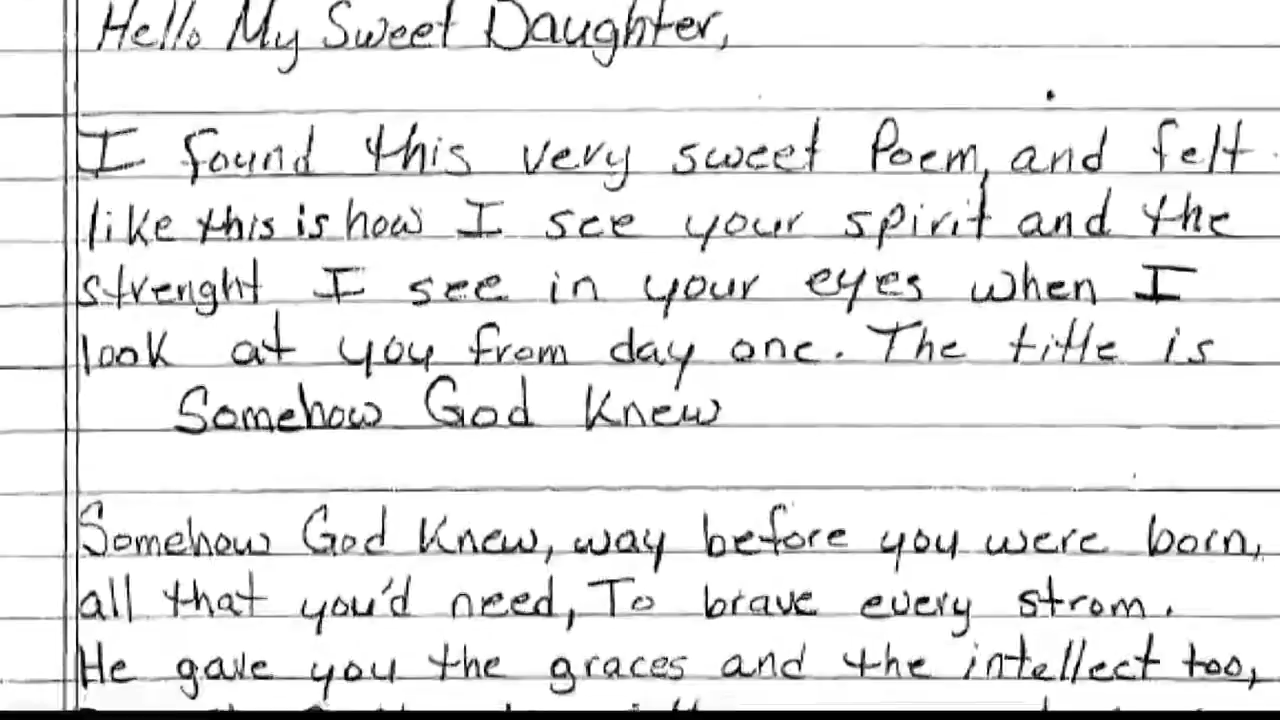 Hello My Sweet Daughter,
I found this very sweet Poem, and felt
like this is how I see your spirit and the
strenght I see in your eyes when I
look at you from day one. The title is
Somehow God Knew
Somehow God Knew, way before you were born,
all that you'd need, To brave every strom.
He gave you the graces and the intellect too,